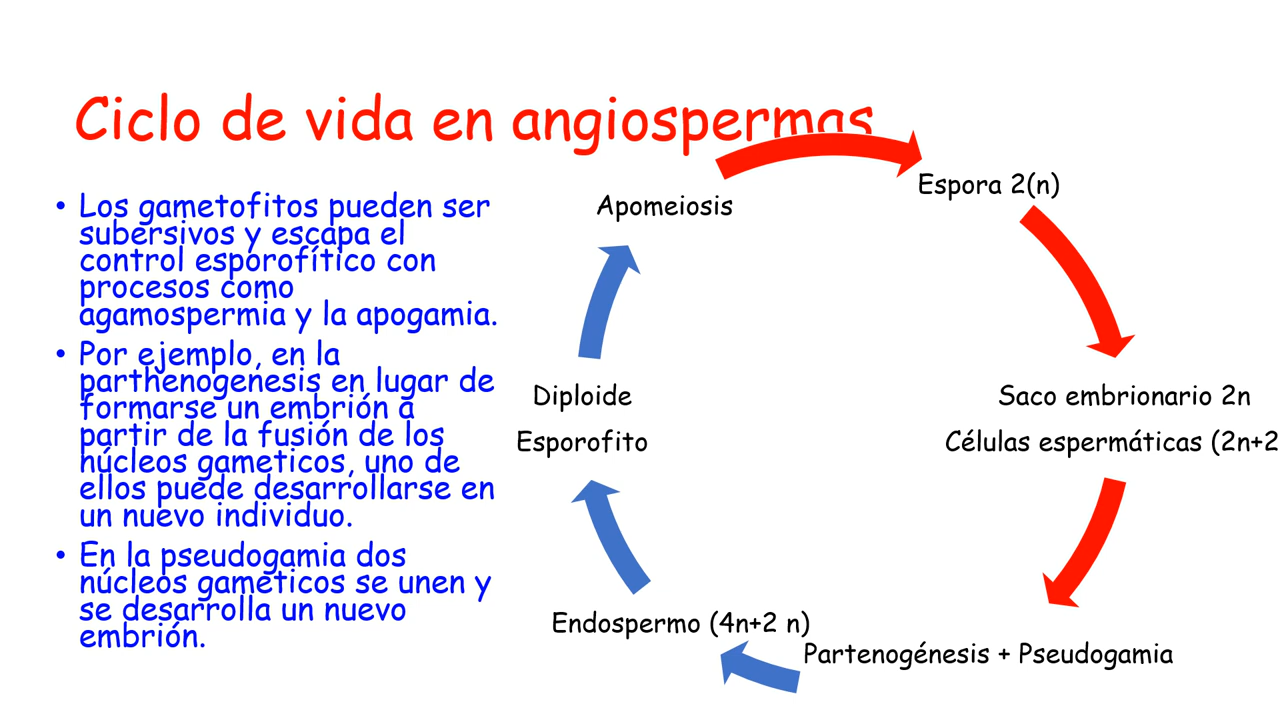 Ciclo de vida en angiospermas
• Los gametofitos pueden ser
subersivos y escapa el
control esporofítico con
procesos como
agamospermia y la apogamia.
• Por ejemplo, en la
parthenogenesis en lugar de
formarse un embrión a
partir de la fusión de los
núcleos gameticos, uno de
ellos puede desarrollarse en
un nuevo individuo.
• En la pseudogamia dos
núcleos gameticos se unen y
se desarrolla un nuevo
embrión.
Apomeiosis
Espora 2(n)
Saco embrionario 2n
Células espermáticas (2n+2
Partenogénesis + Pseudogamia
Endospermo (4n+2 n)
Diploide
Esporofito